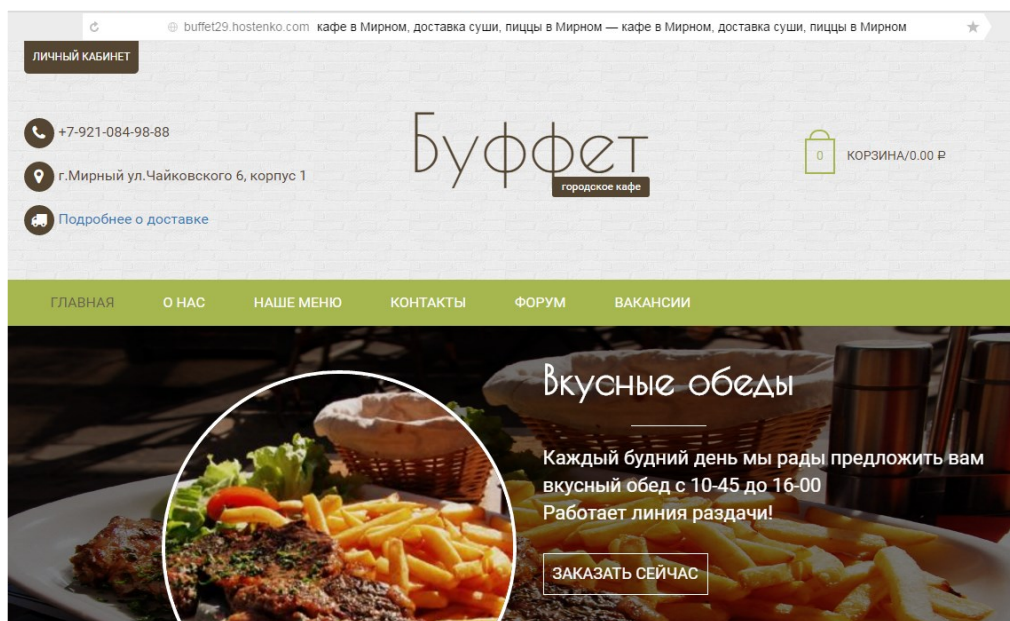 buffet29.hostenko.com кафе в Мирном, доставка суши, пиццы в Мирном — кафе в Мирном, доставка суши, пиццы в Мирном
ЛИЧНЫЙ КАБИНЕТ
+7-921-084-98-88
г.Мирный ул.Чайковского 6, корпус 1
Подробнее о доставке
Буффет
городское кафе
0
КОРЗИНА/0.00 ₽
ГЛАВНАЯ О НАС НАШЕ МЕНЮ КОНТАКТЫ ФОРУМ ВАКАНСИИ
Вкусные обеды
Каждый будний день мы рады предложить вам
вкусный обед с 10-45 до 16-00
Работает линия раздачи!
ЗАКАЗАТЬ СЕЙЧАС